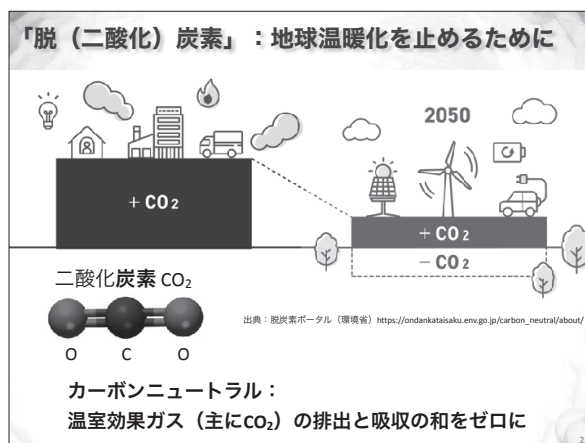 「脱（二酸化）炭素」：地球温暖化を止めるために
2050
+ CO₂
+ CO₂
− CO₂
二酸化炭素 CO₂
O C O
出典：脱炭素ポータル（環境省）https://ondankataisaku.env.go.jp/carbon_neutral/about/
カーボンニュートラル：
温室効果ガス（主にCO₂）の排出と吸収の和をゼロに
2